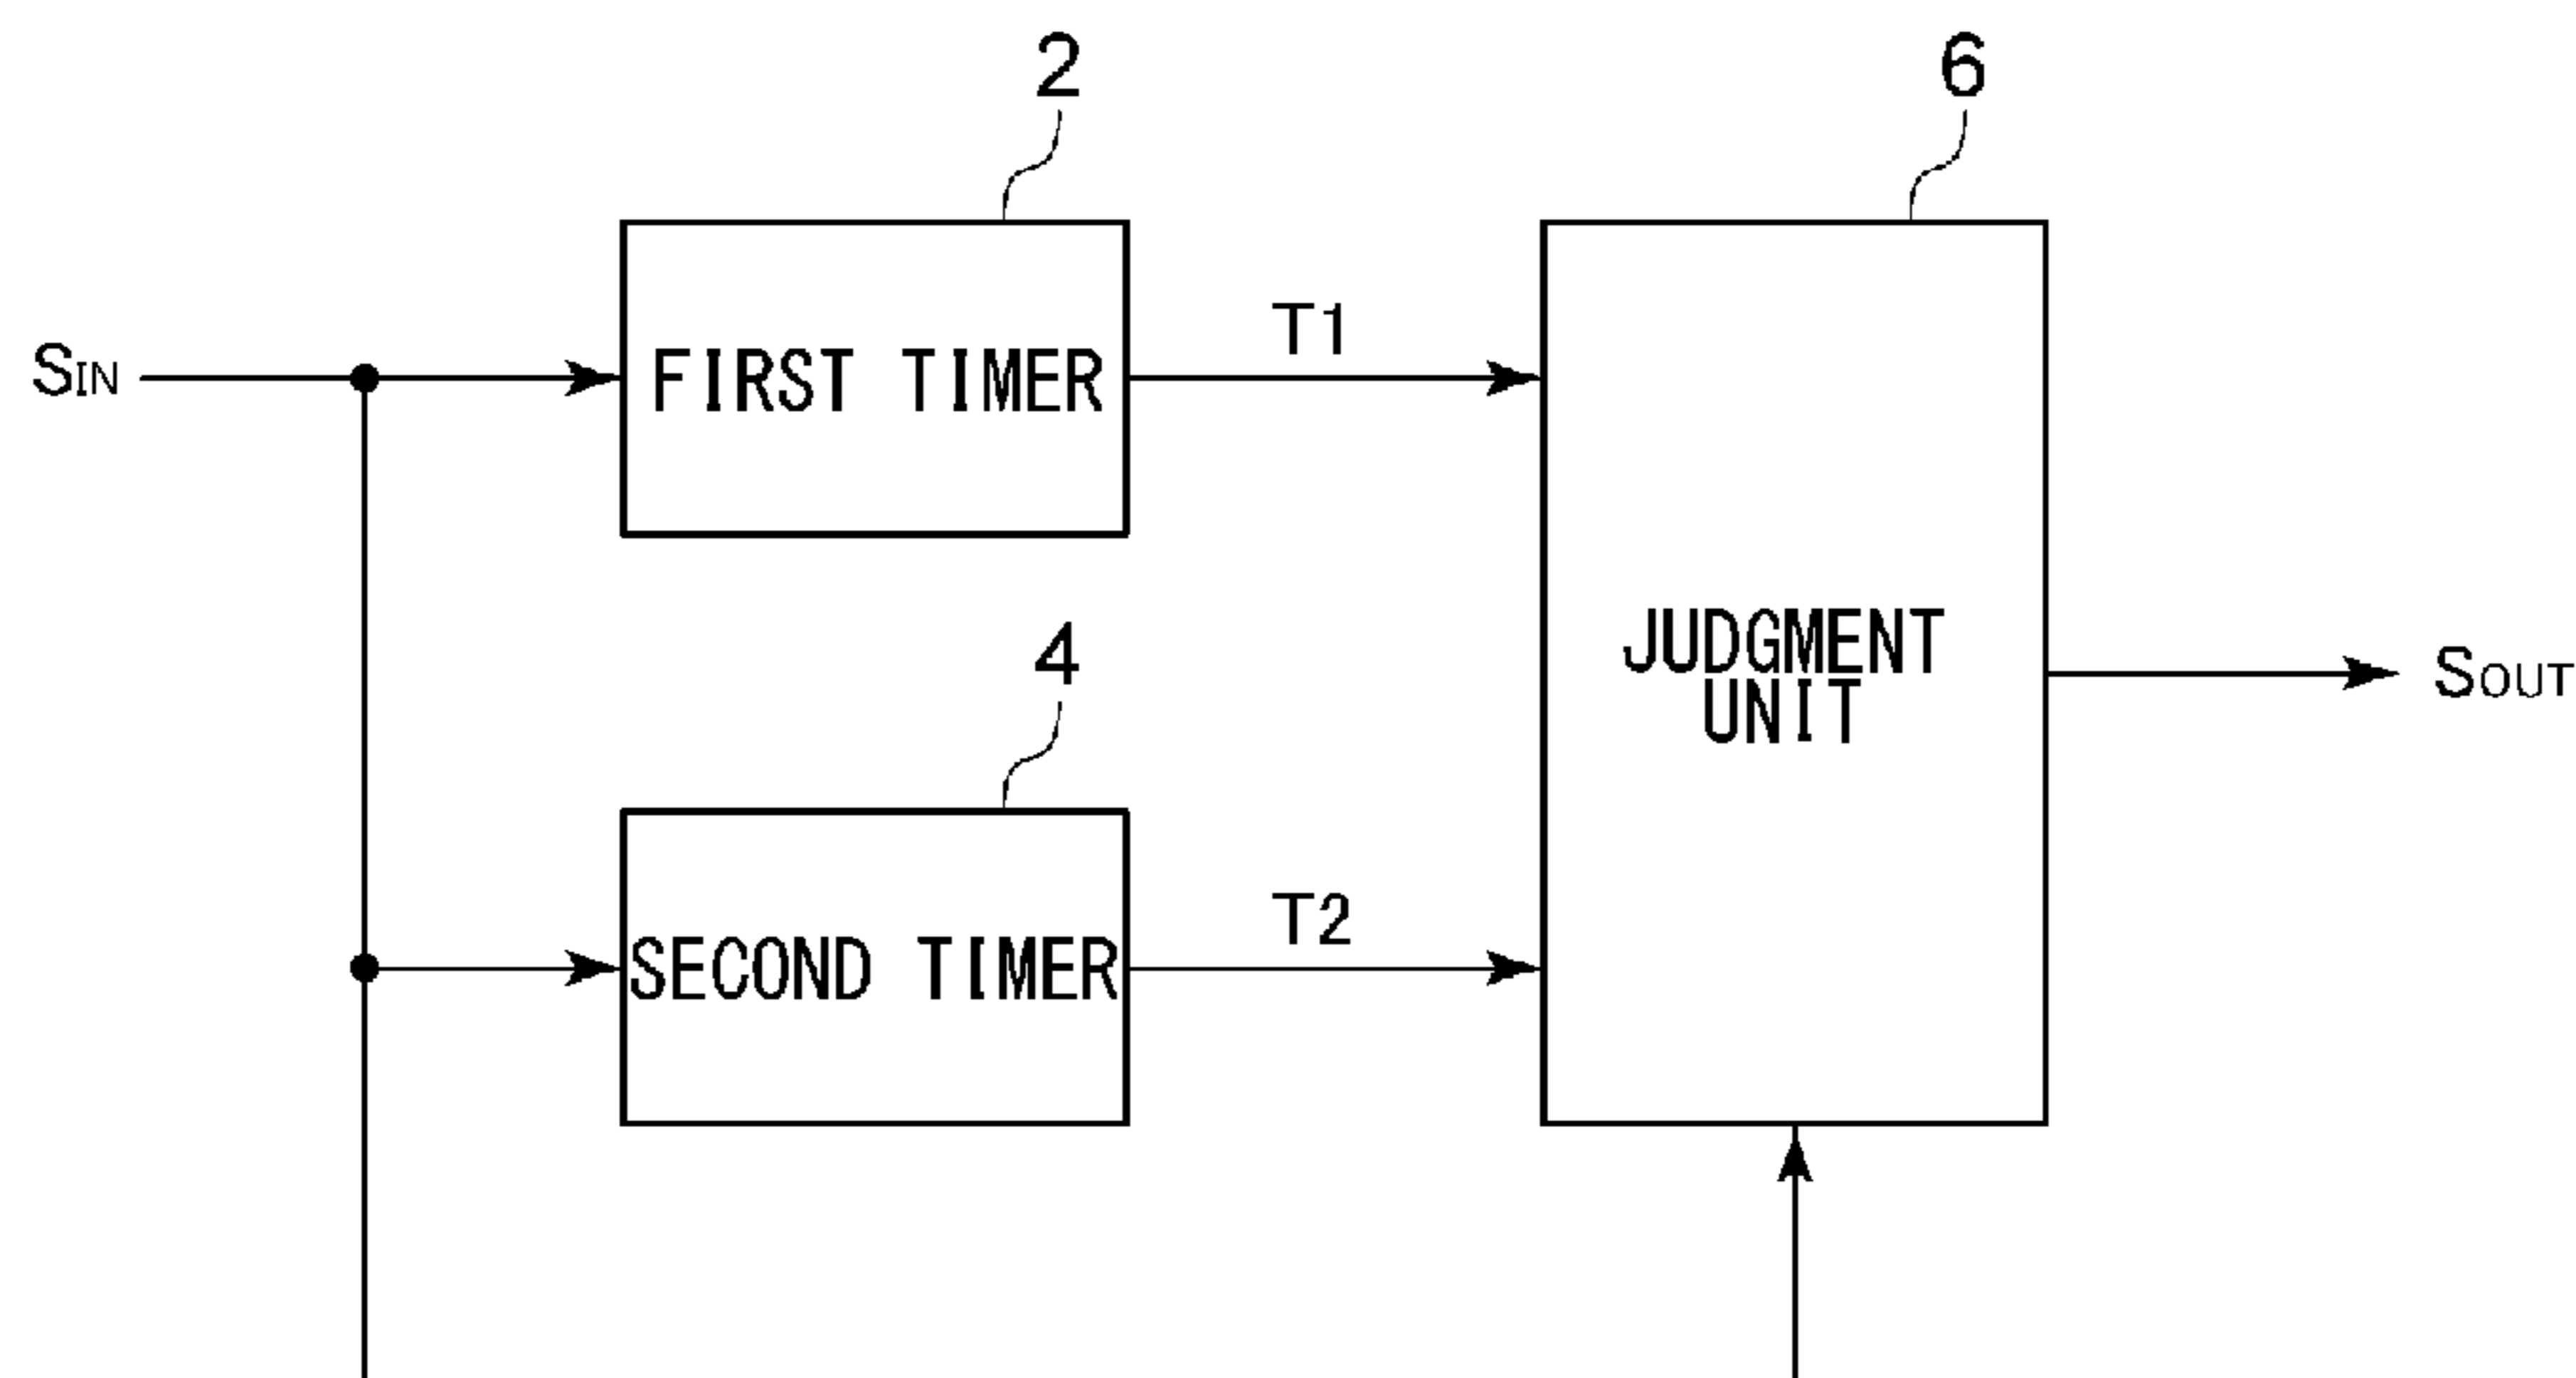 2
6
SIN
FIRST TIMER
T1
JUDGMENT
UNIT
SOUT
4
SECOND TIMER
T2